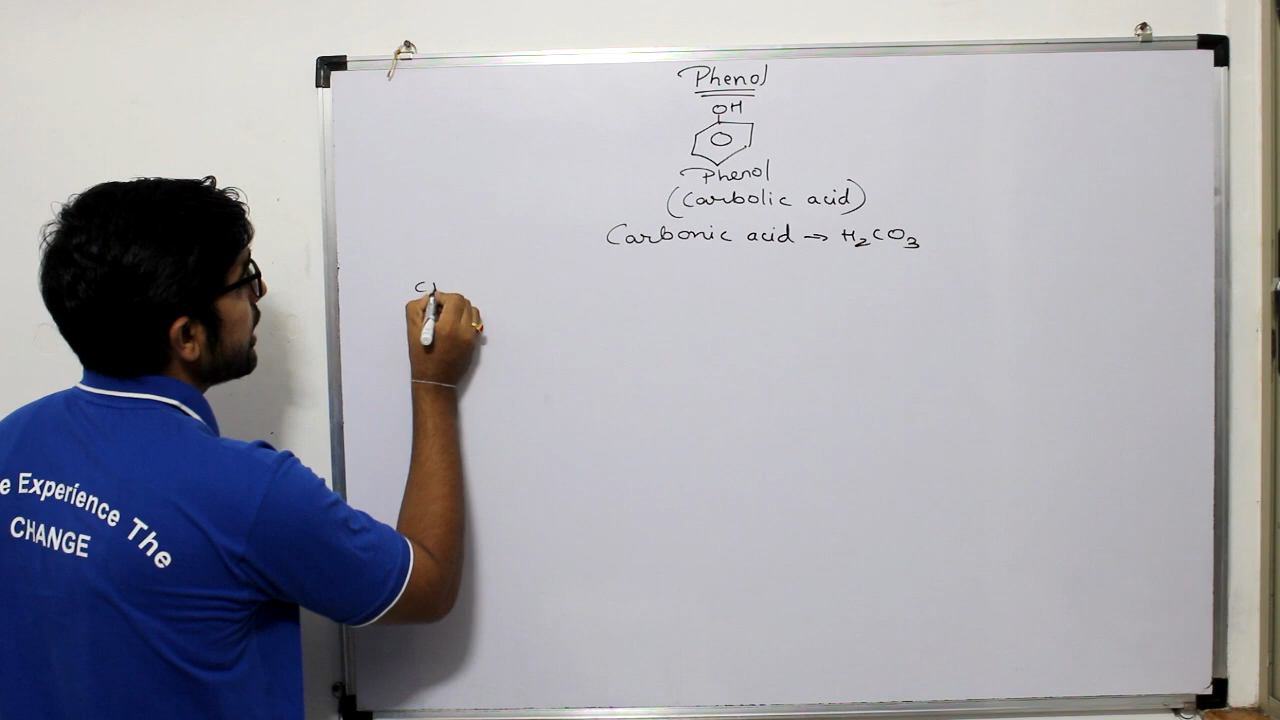 Phenol
OH
Phenol
(Carbolic acid)
Carbonic acid → H₂CO₃
e Experience The
CHANGE